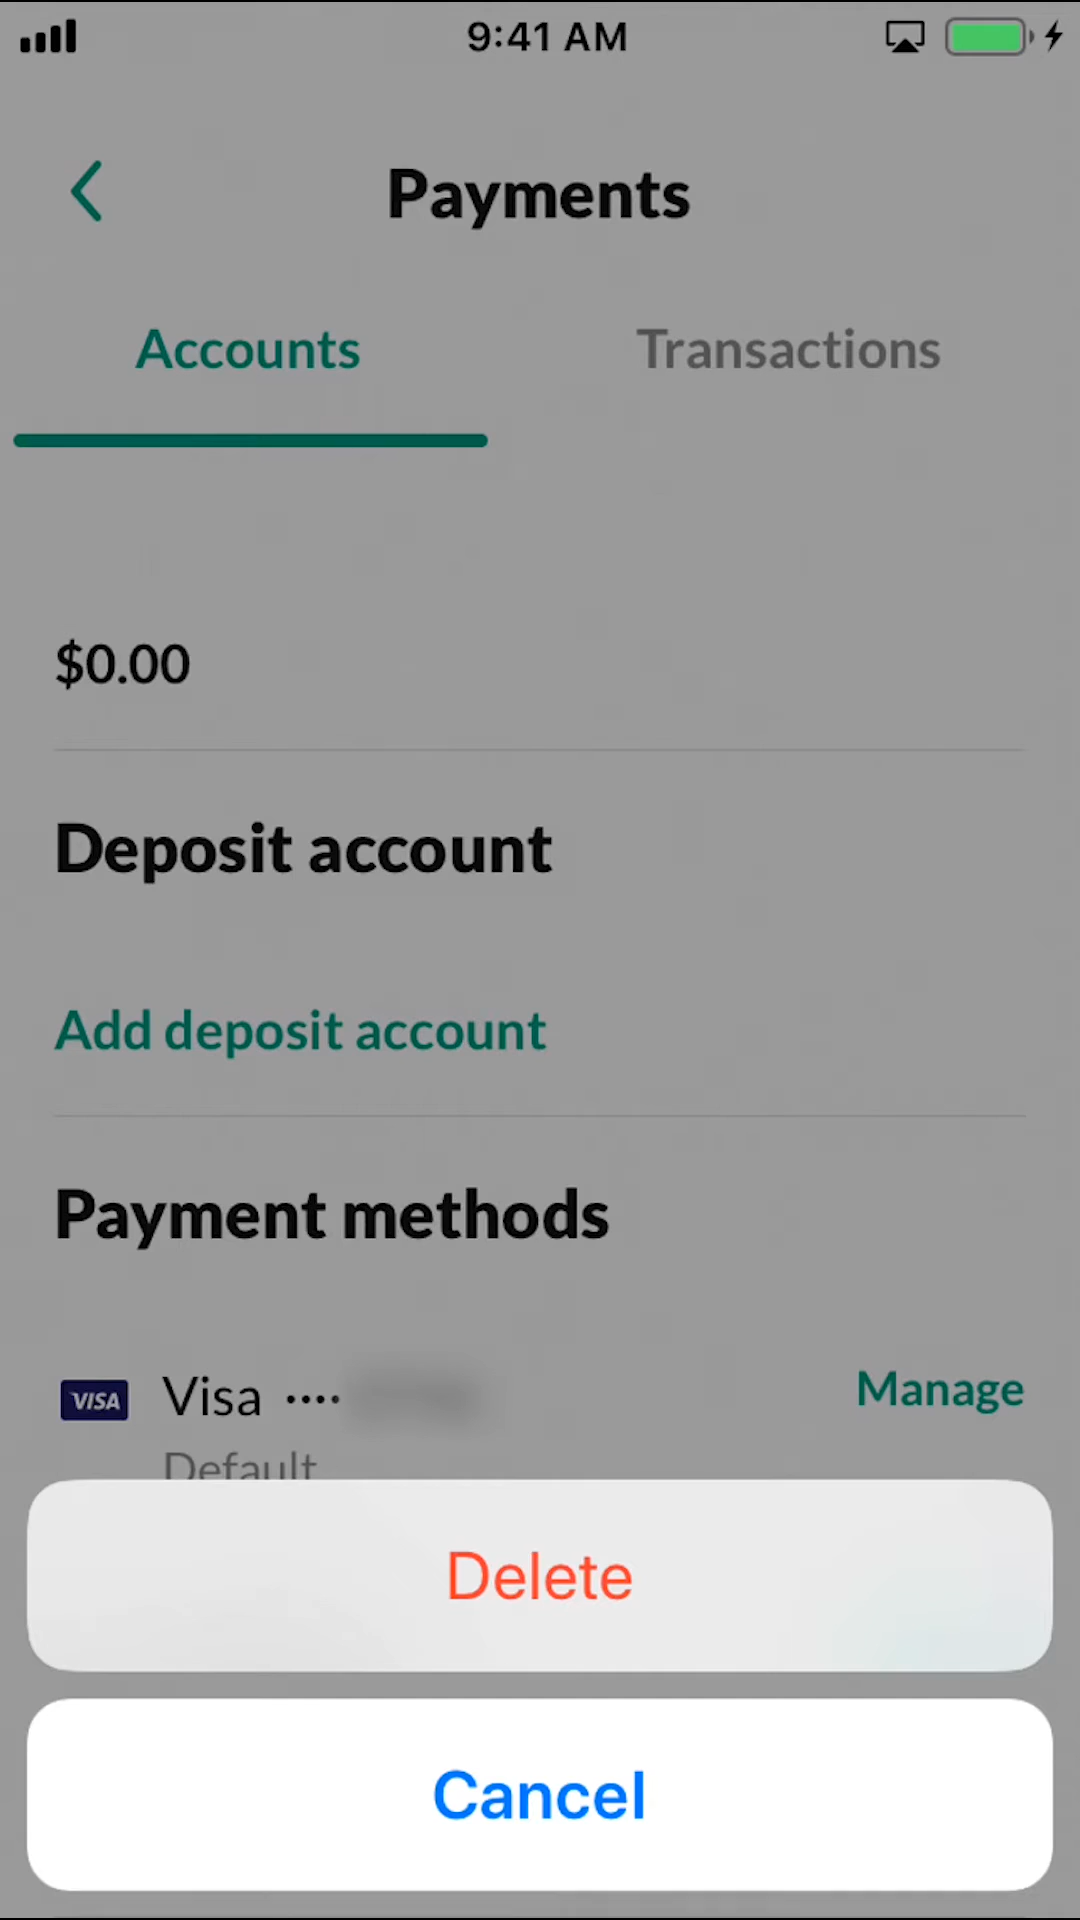 9:41 AM
Payments
Accounts
Transactions
$0.00
Deposit account
Add deposit account
Payment methods
VISA
Visa ····
Manage
Default
Delete
Cancel